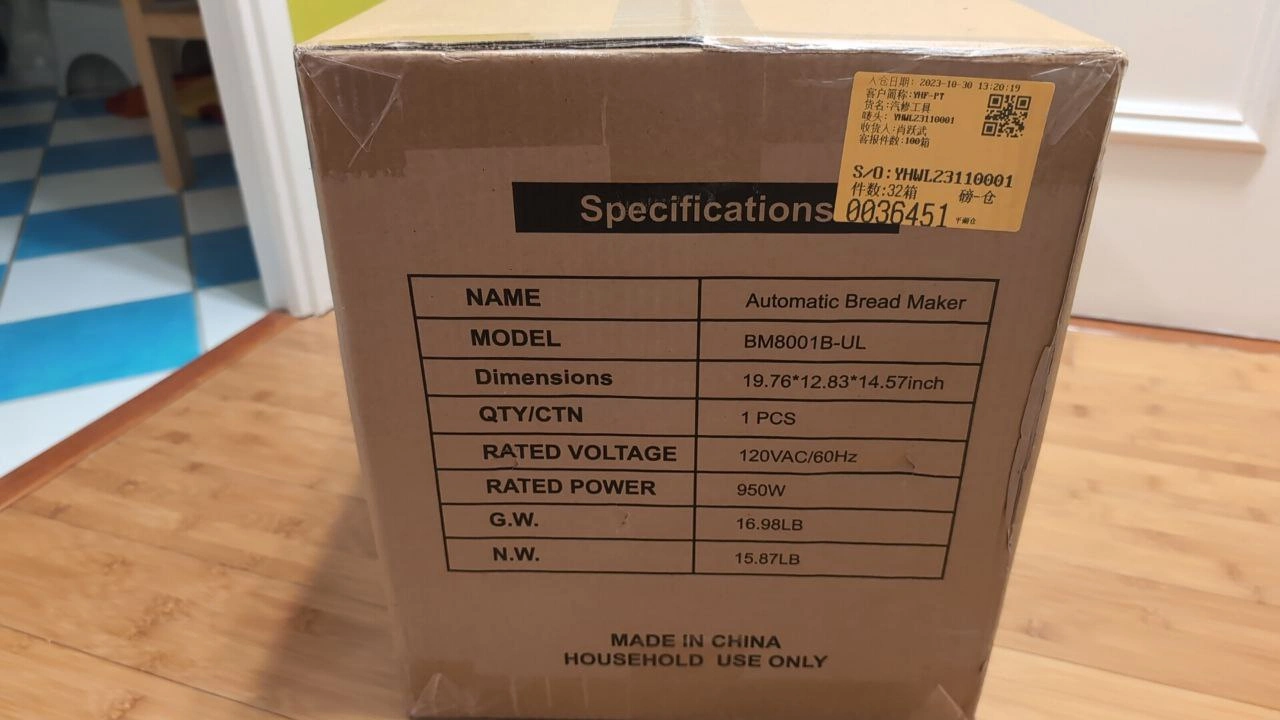 入仓日期: 2023-10-30 13:20:19
客户简称:YHF-PT
货名:汽修工具
唛头: YHWL23110001
收货人:肖跃武
客报件数:100箱
S/O:YHWL23110001
件数:32箱 磅-仓
0036451
Specifications
NAME Automatic Bread Maker
MODEL BM8001B-UL
Dimensions 19.76*12.83*14.57inch
QTY/CTN 1 PCS
RATED VOLTAGE 120VAC/60Hz
RATED POWER 950W
G.W. 16.98LB
N.W. 15.87LB
MADE IN CHINA
HOUSEHOLD USE ONLY